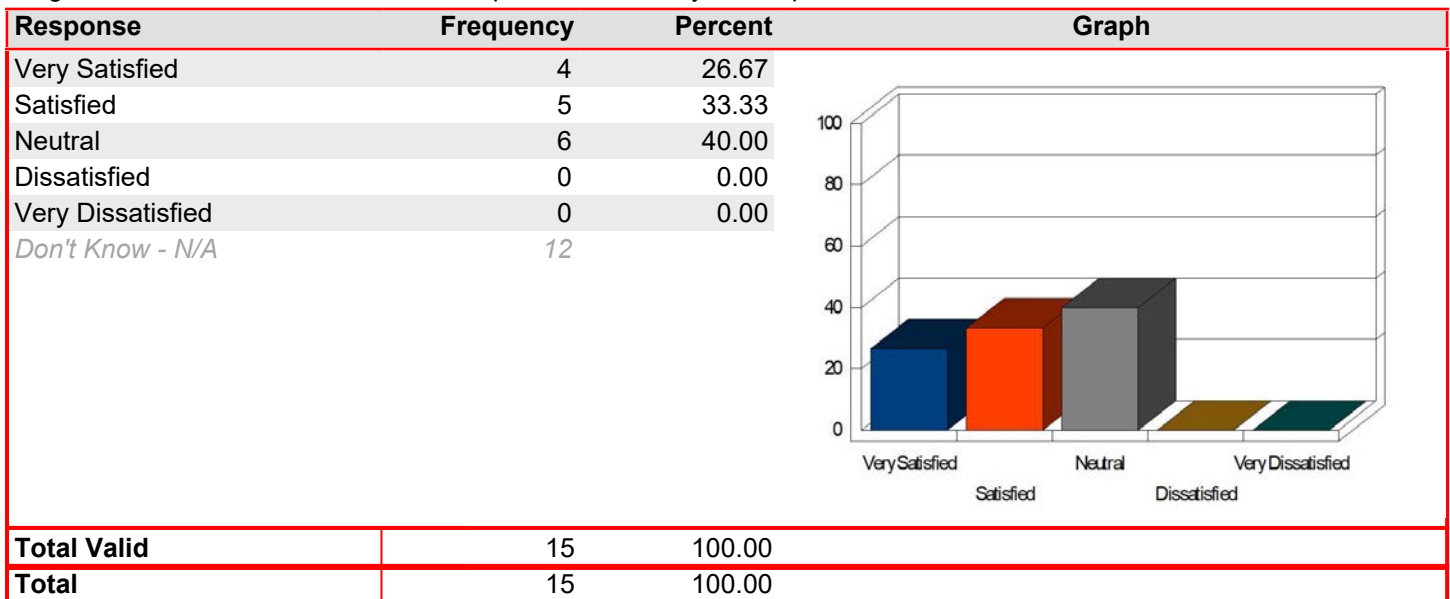 Response Frequency Percent Graph
Very Satisfied 4 26.67
Satisfied 5 33.33
Neutral 6 40.00
Dissatisfied 0 0.00
Very Dissatisfied 0 0.00
Don't Know - N/A 12
100
80
60
40
20
0
Very Satisfied Neutral Very Dissatisfied
Satisfied Dissatisfied
Total Valid 15 100.00
Total 15 100.00